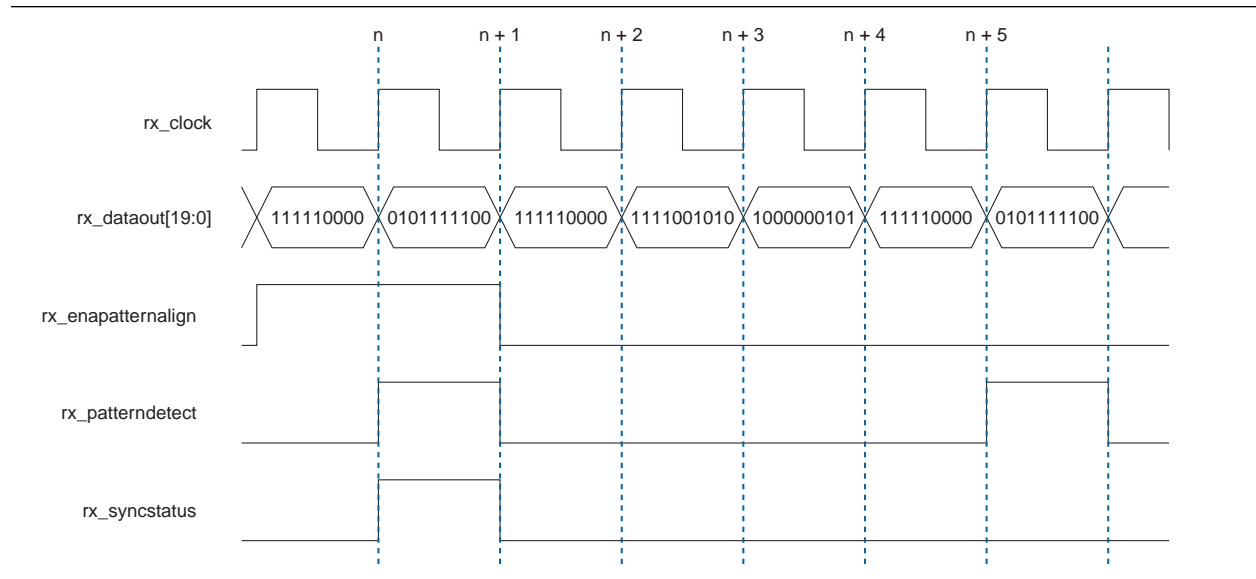 n n + 1 n + 2 n + 3 n + 4 n + 5
rx_clock
rx_dataout[19:0] 111110000 0101111100 111110000 1111001010 1000000101 111110000 0101111100
rx_enapatternalign
rx_patterndetect
rx_syncstatus